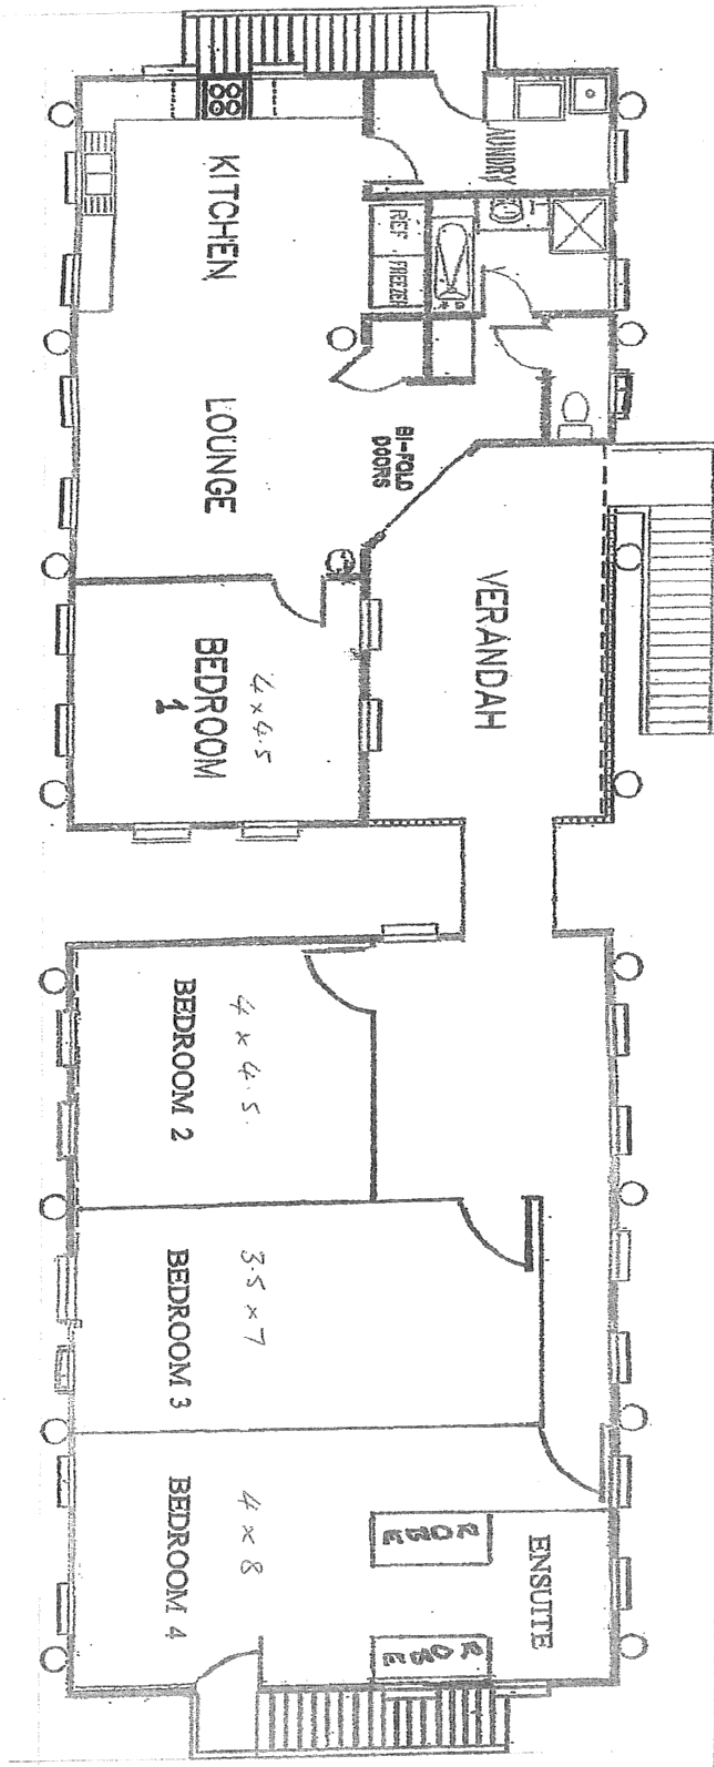 KITCHEN
LAUNDRY
REF.
FREEZER
LOUNGE
BI-FOLD
DOORS
VERANDAH
BEDROOM
1
4 x 4.5
BEDROOM 2
4 x 4.5.
BEDROOM 3
3.5 x 7
BEDROOM 4
4 x 8
ROBE
ENSUITE
ROBE